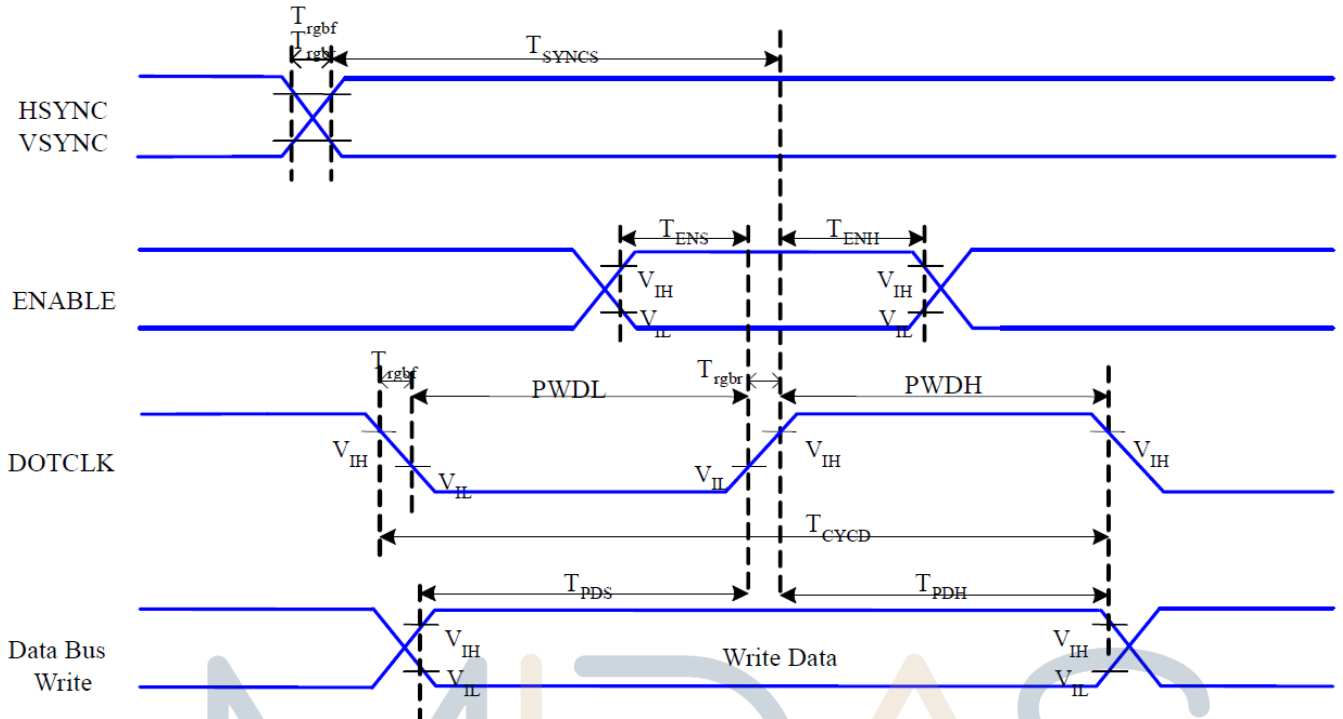 T_rgbf
T_rgbr
T_SYNCS
HSYNC
VSYNC
T_ENS
T_ENH
V_IH
V_IH
ENABLE
V_IL
V_IL
T_rgbf
T_rgbr
PWDL
PWDH
V_IH
V_IH
V_IH
DOTCLK
V_IL
V_IL
T_CYCD
T_PDS
T_PDH
V_IH
V_IH
Data Bus
Write
Write Data
V_IL
V_IL
MIDAS